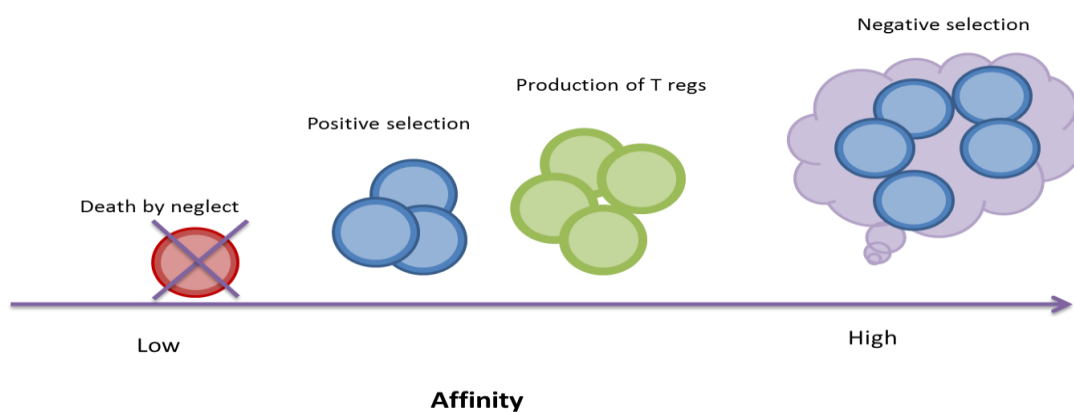 Negative selection
Production of T regs
Positive selection
Death by neglect
Low
High
Affinity